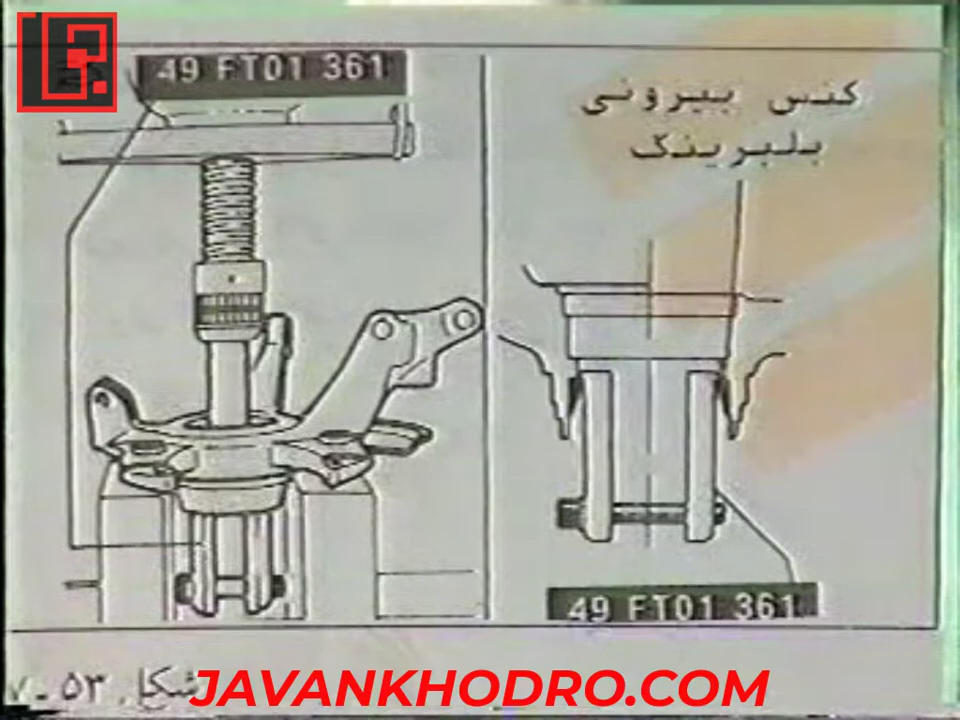 49 FT01 361
کنس بیرونی
بلبرینگ
49 FT01 361
شکل ۵۳ - ۷
JAVANKHODRO.COM